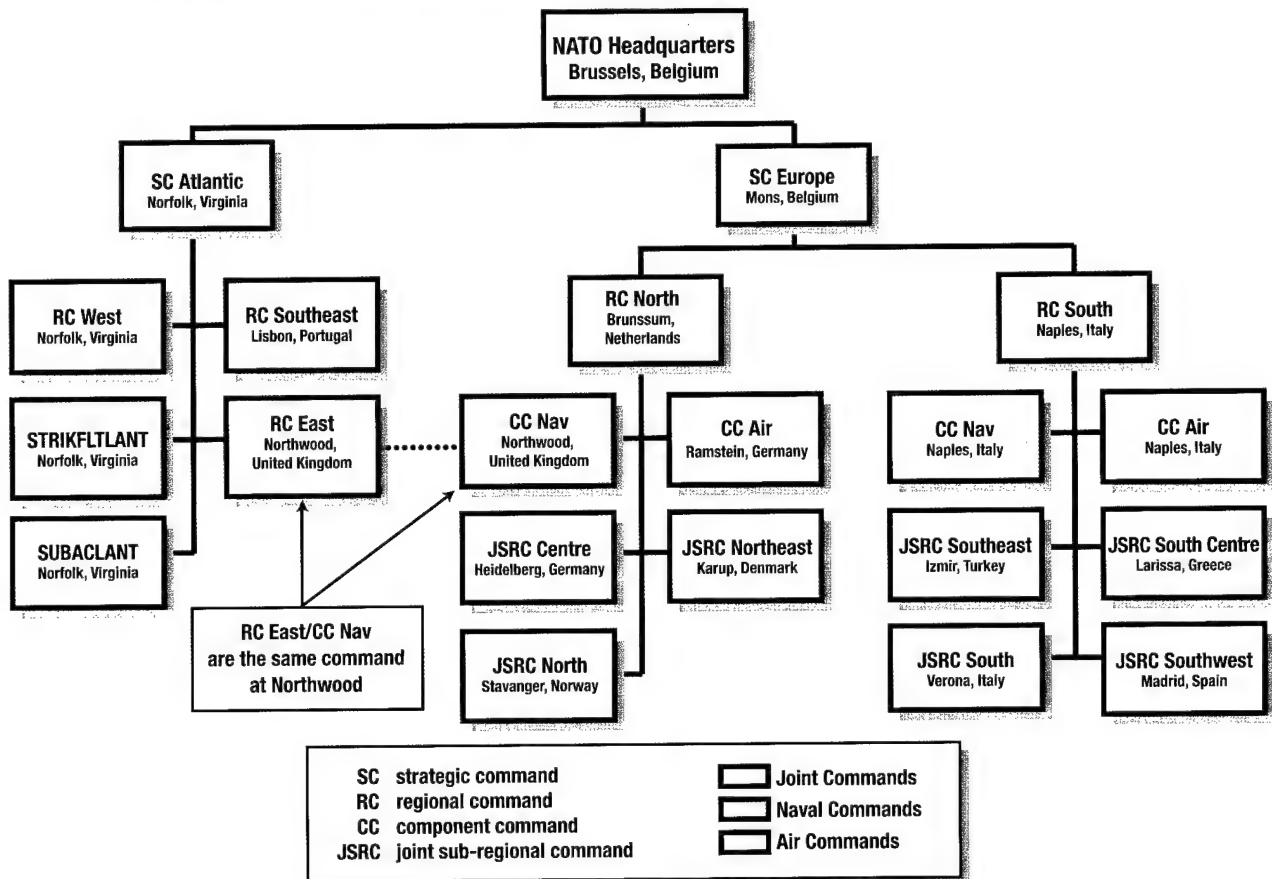 NATO Headquarters
Brussels, Belgium
SC Atlantic
Norfolk, Virginia
SC Europe
Mons, Belgium
RC West
Norfolk, Virginia
RC Southeast
Lisbon, Portugal
RC North
Brunssum,
Netherlands
RC South
Naples, Italy
STRIKFLTLANT
Norfolk, Virginia
RC East
Northwood,
United Kingdom
CC Nav
Northwood,
United Kingdom
CC Air
Ramstein, Germany
CC Nav
Naples, Italy
CC Air
Naples, Italy
SUBACLANT
Norfolk, Virginia
JSRC Centre
Heidelberg, Germany
JSRC Northeast
Karup, Denmark
JSRC Southeast
Izmir, Turkey
JSRC South Centre
Larissa, Greece
RC East/CC Nav
are the same command
at Northwood
JSRC North
Stavanger, Norway
JSRC South
Verona, Italy
JSRC Southwest
Madrid, Spain
SC strategic command
RC regional command
CC component command
JSRC joint sub-regional command
Joint Commands
Naval Commands
Air Commands